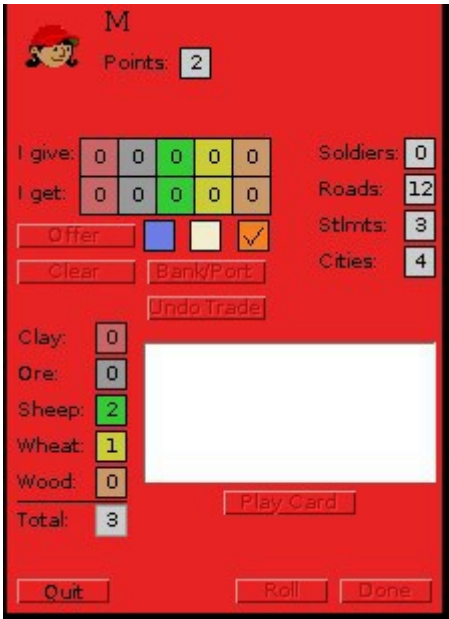 M
Points: 2
I give: 0 0 0 0 0
Soldiers: 0
I get: 0 0 0 0 0
Roads: 12
Offer
Stlmts: 3
Clear Bank/Port
Cities: 4
Undo Trade
Clay: 0
Ore: 0
Sheep: 2
Wheat: 1
Wood: 0
Play Card
Total: 3
Quit Roll Done